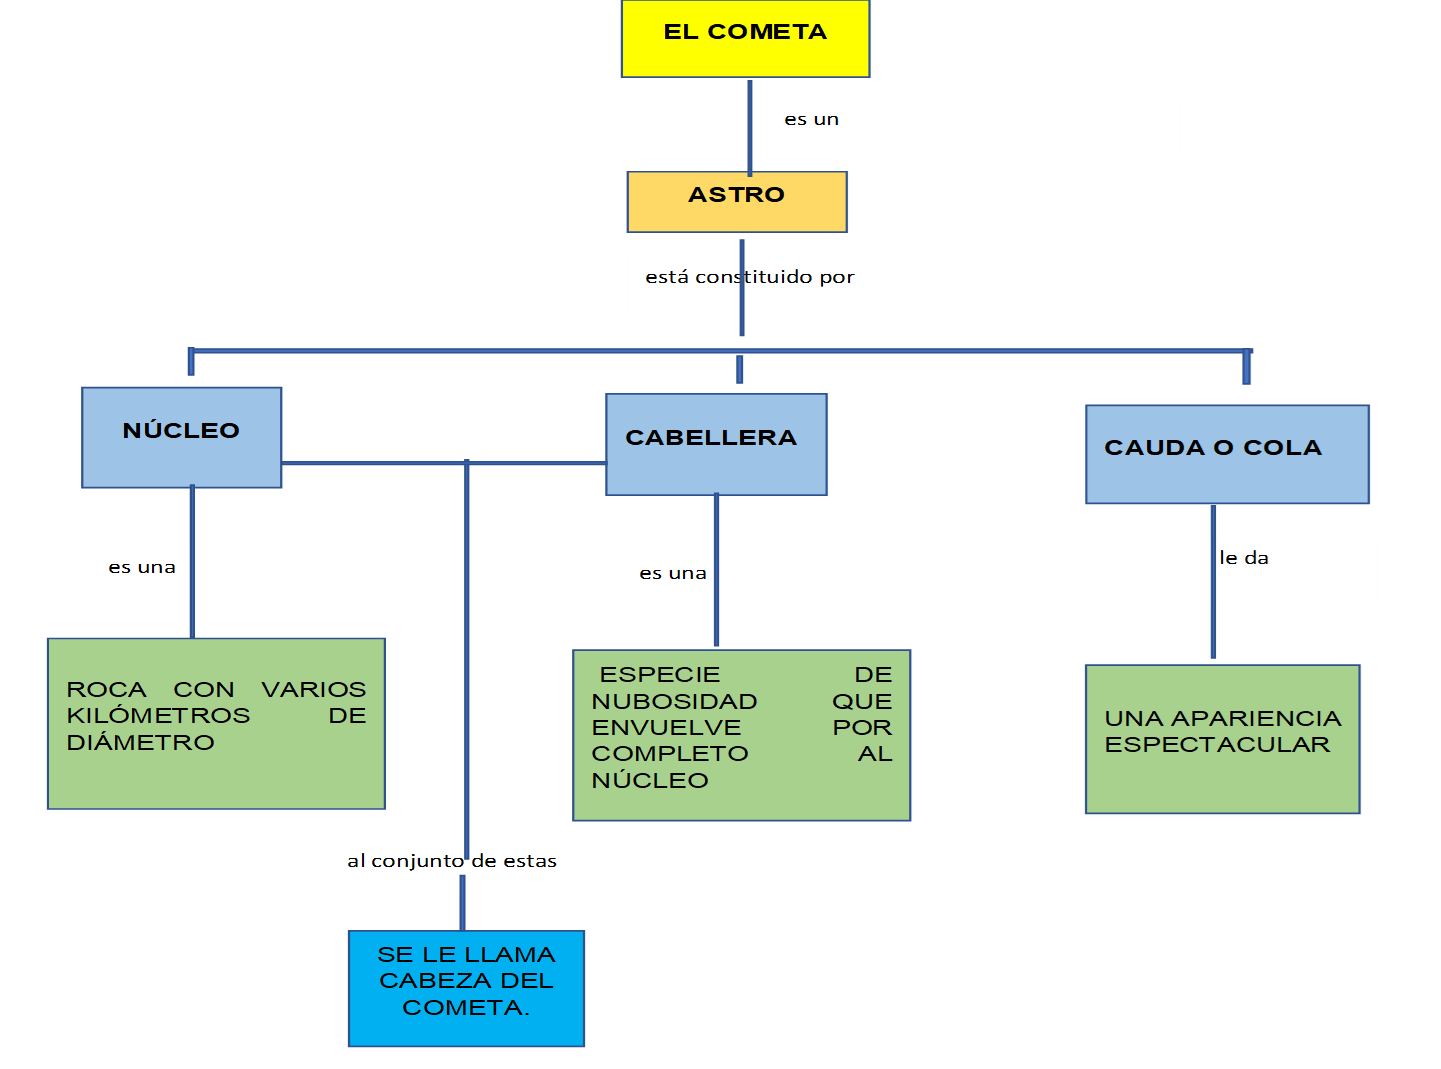 EL COMETA
es un
ASTRO
está constituido por
NÚCLEO
CABELLERA
CAUDA O COLA
es una
es una
le da
ROCA CON VARIOS
KILÓMETROS DE
DIÁMETRO
ESPECIE DE
NUBOSIDAD QUE
ENVUELVE POR
COMPLETO AL
NÚCLEO
UNA APARIENCIA
ESPECTACULAR
al conjunto de estas
SE LE LLAMA
CABEZA DEL
COMETA.